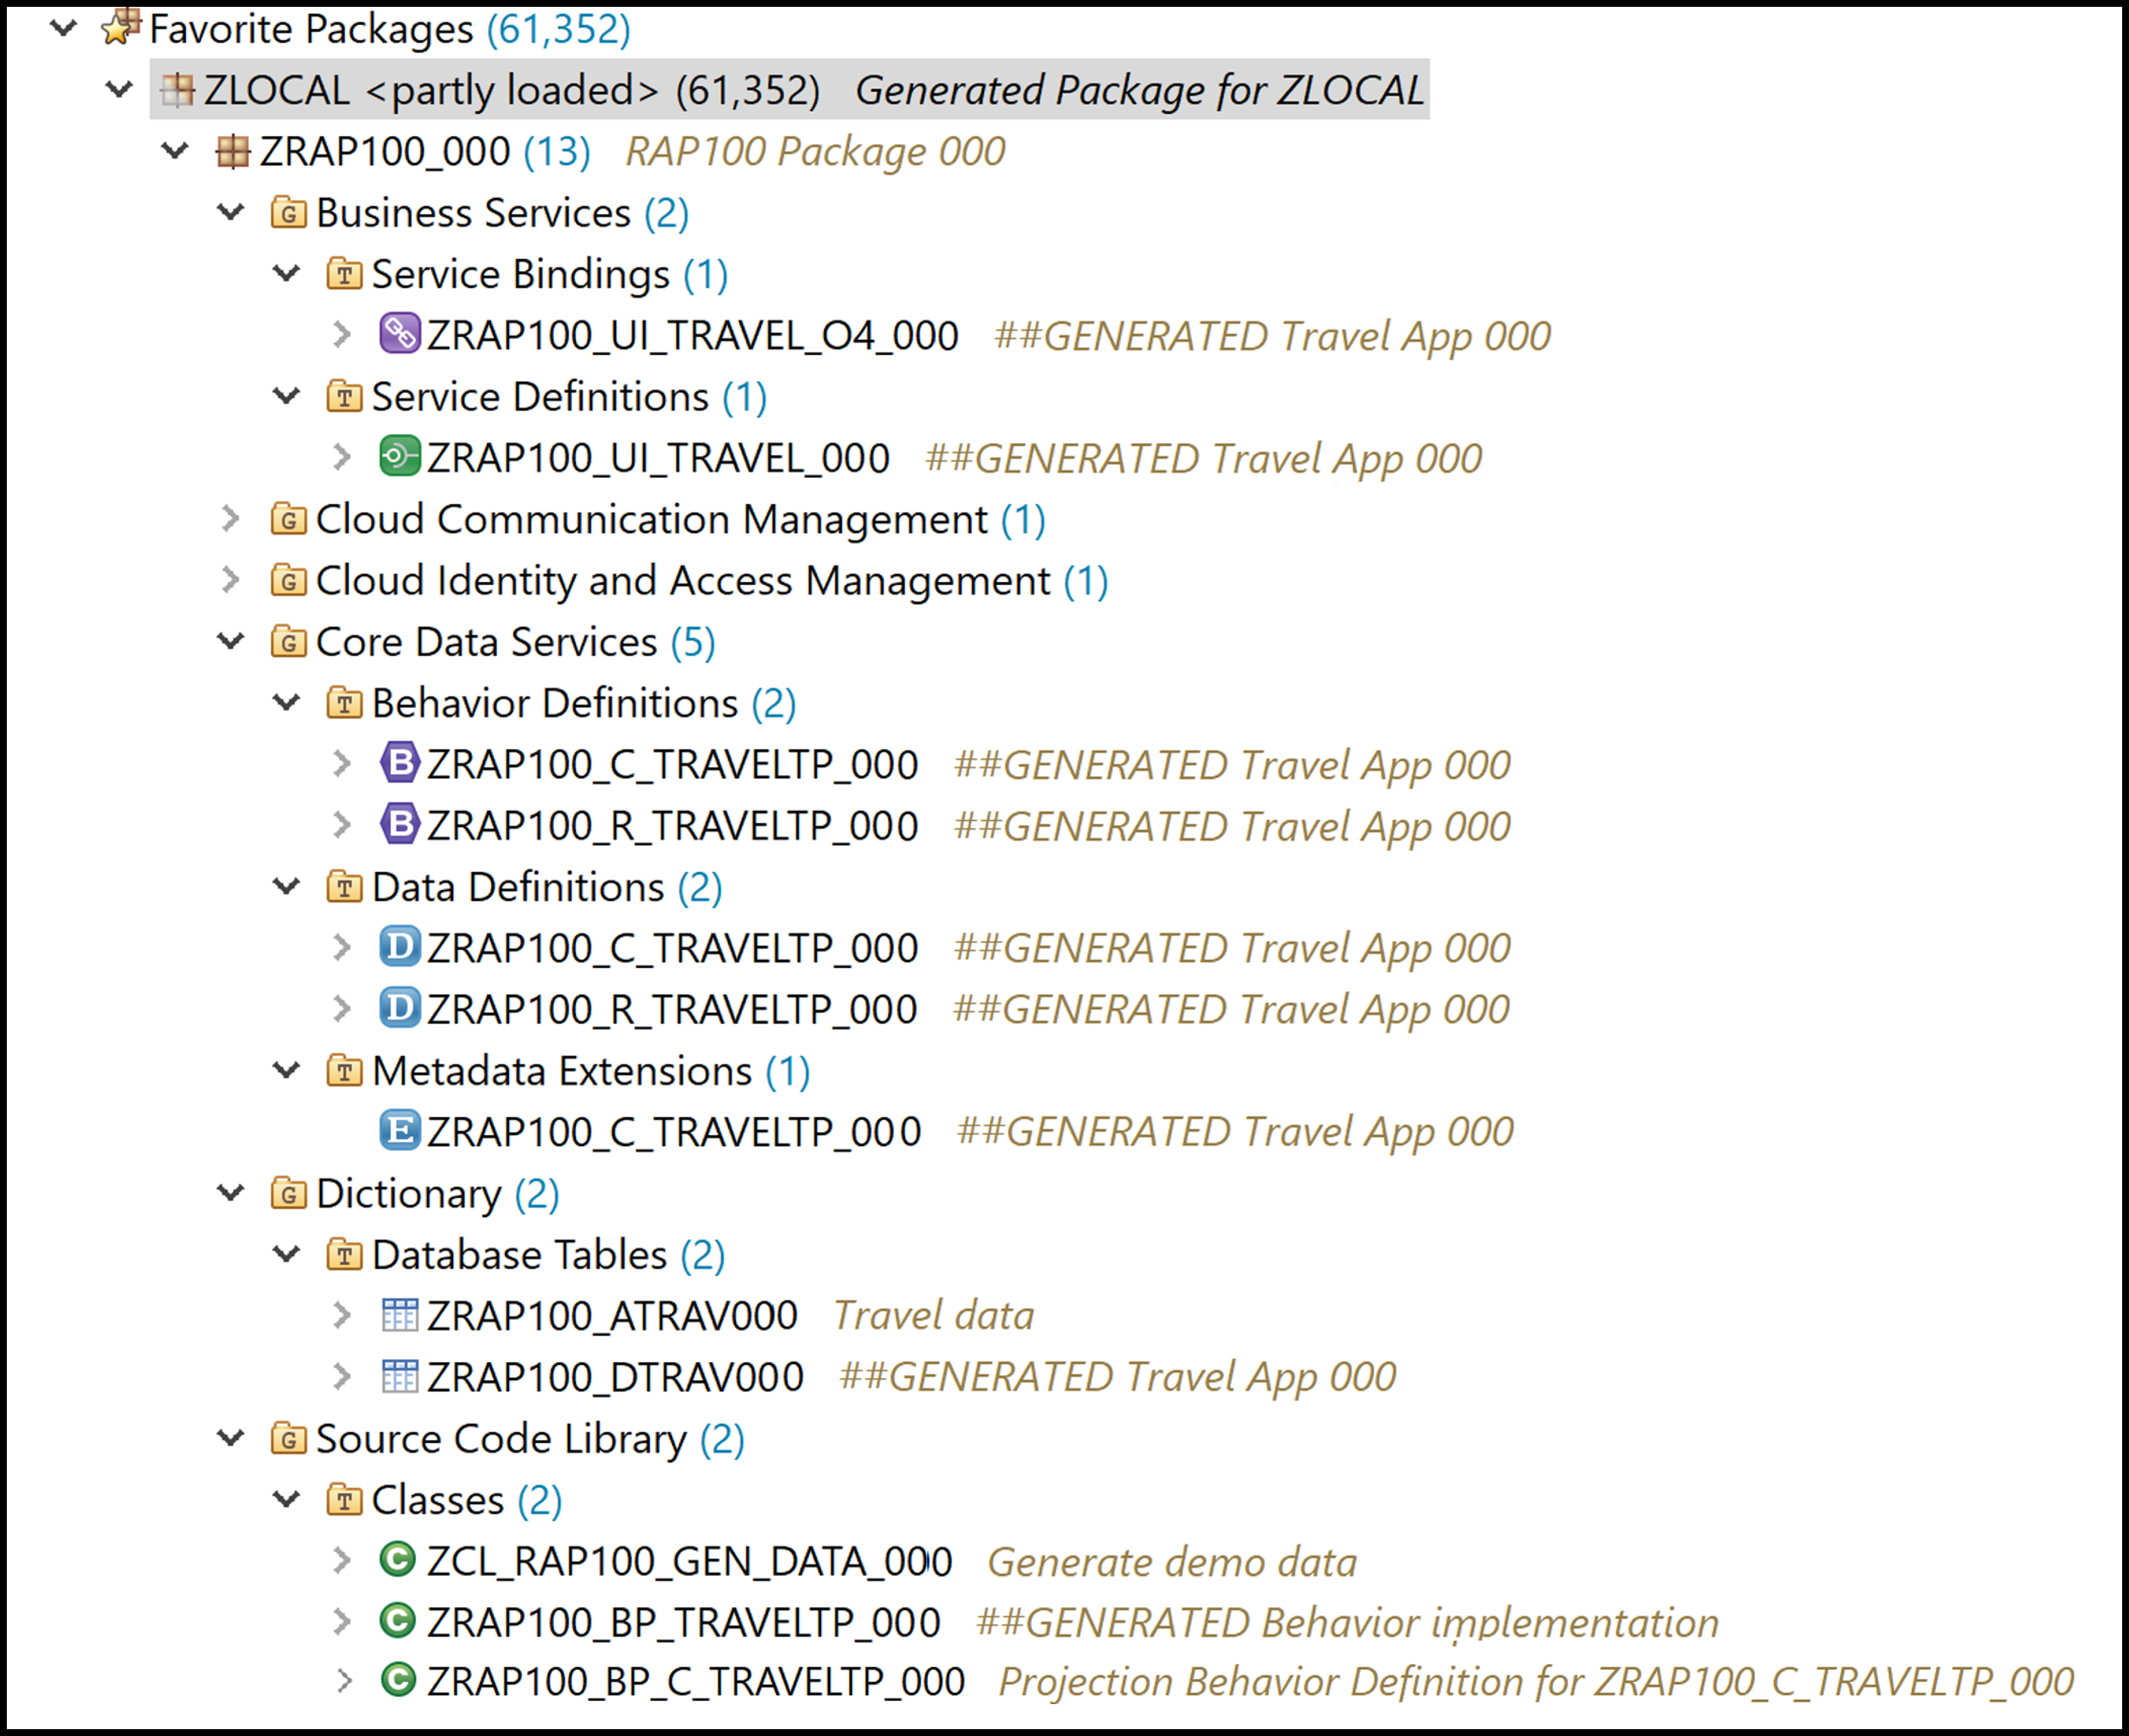 Favorite Packages (61,352)
ZLOCAL <partly loaded> (61,352) Generated Package for ZLOCAL
ZRAP100_000 (13) RAP100 Package 000
G Business Services (2)
T Service Bindings (1)
ZRAP100_UI_TRAVEL_O4_000 ##GENERATED Travel App 000
T Service Definitions (1)
ZRAP100_UI_TRAVEL_000 ##GENERATED Travel App 000
G Cloud Communication Management (1)
G Cloud Identity and Access Management (1)
G Core Data Services (5)
T Behavior Definitions (2)
B ZRAP100_C_TRAVELTP_000 ##GENERATED Travel App 000
B ZRAP100_R_TRAVELTP_000 ##GENERATED Travel App 000
T Data Definitions (2)
D ZRAP100_C_TRAVELTP_000 ##GENERATED Travel App 000
D ZRAP100_R_TRAVELTP_000 ##GENERATED Travel App 000
T Metadata Extensions (1)
E ZRAP100_C_TRAVELTP_000 ##GENERATED Travel App 000
G Dictionary (2)
T Database Tables (2)
ZRAP100_ATRAV000 Travel data
ZRAP100_DTRAV000 ##GENERATED Travel App 000
G Source Code Library (2)
T Classes (2)
C ZCL_RAP100_GEN_DATA_000 Generate demo data
C ZRAP100_BP_TRAVELTP_000 ##GENERATED Behavior implementation
C ZRAP100_BP_C_TRAVELTP_000 Projection Behavior Definition for ZRAP100_C_TRAVELTP_000